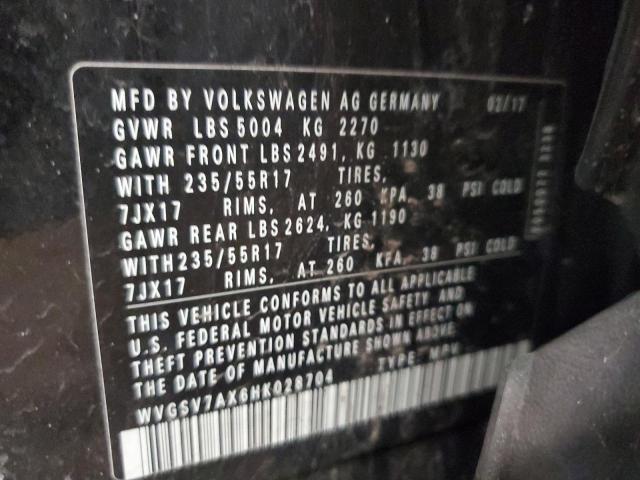 MFD BY VOLKSWAGEN AG GERMANY 02/17
GVWR LBS 5004 KG 2270
GAWR FRONT LBS 2491, KG 1130
WITH 235/55R17 TIRES,
7JX17 RIMS, AT 260 KPA, 38 PSI COLD
GAWR REAR LBS 2624, KG 1190
WITH 235/55R17 TIRES,
7JX17 RIMS, AT 260 KPA, 38 PSI COLD
THIS VEHICLE CONFORMS TO ALL APPLICABLE
U.S. FEDERAL MOTOR VEHICLE SAFETY AND
THEFT PREVENTION STANDARDS IN EFFECT ON
THE DATE OF MANUFACTURE SHOWN ABOVE.
WVGSV7AX6HK028704 TYPE: MPV